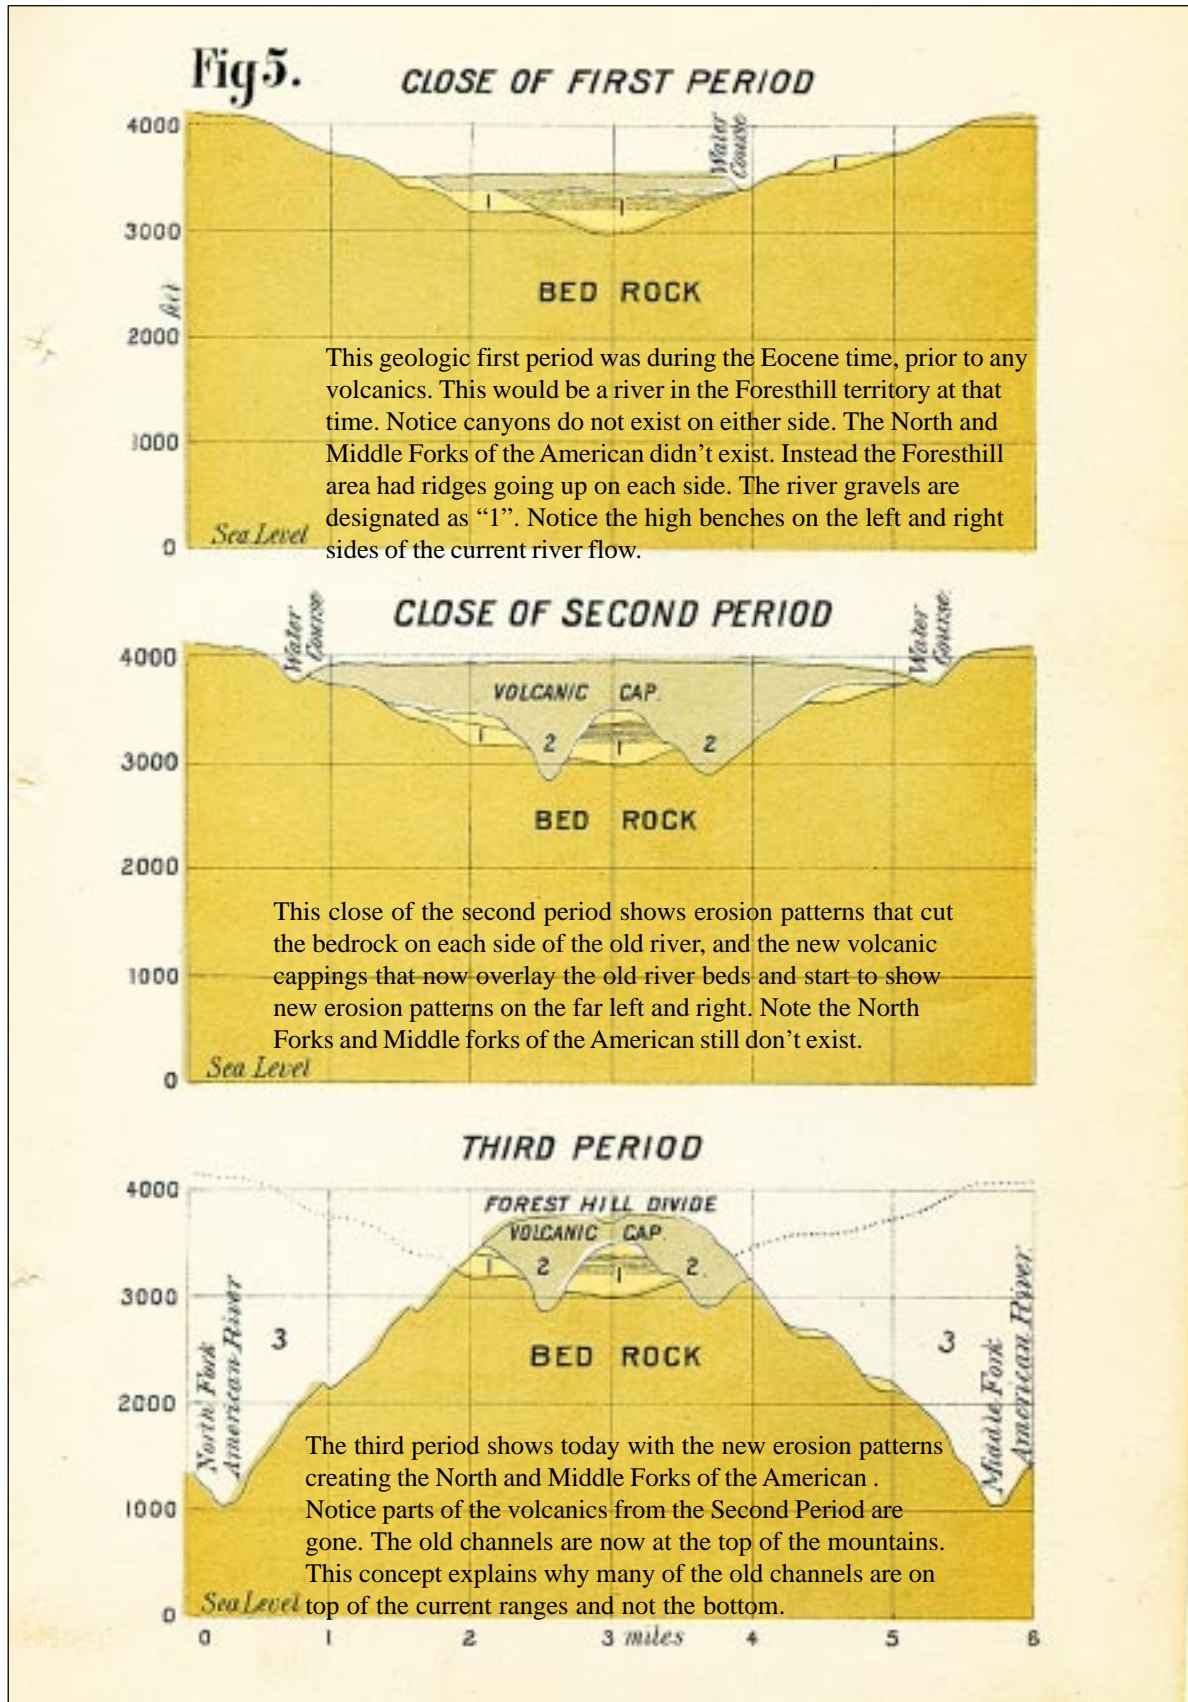 Fig 5.
CLOSE OF FIRST PERIOD
Water
Course
4000
3000
feet
2000
1000
0
Sea Level
1
1
1
BED ROCK
This geologic first period was during the Eocene time, prior to any
volcanics. This would be a river in the Foresthill territory at that
time. Notice canyons do not exist on either side. The North and
Middle Forks of the American didn't exist. Instead the Foresthill
area had ridges going up on each side. The river gravels are
designated as “1”. Notice the high benches on the left and right
sides of the current river flow.
CLOSE OF SECOND PERIOD
Water
Course
Water
Course
4000
3000
2000
1000
0
Sea Level
VOLCANIC CAP.
1
2
1
2
BED ROCK
This close of the second period shows erosion patterns that cut
the bedrock on each side of the old river, and the new volcanic
cappings that now overlay the old river beds and start to show
new erosion patterns on the far left and right. Note the North
Forks and Middle forks of the American still don't exist.
THIRD PERIOD
4000
3000
2000
1000
0
Sea Level
FOREST HILL DIVIDE
VOLCANIC CAP
1
2
1
2
3
3
North Fork
American River
Middle Fork
American River
BED ROCK
The third period shows today with the new erosion patterns
creating the North and Middle Forks of the American .
Notice parts of the volcanics from the Second Period are
gone. The old channels are now at the top of the mountains.
This concept explains why many of the old channels are on
top of the current ranges and not the bottom.
0 1 2 3 miles 4 5 6